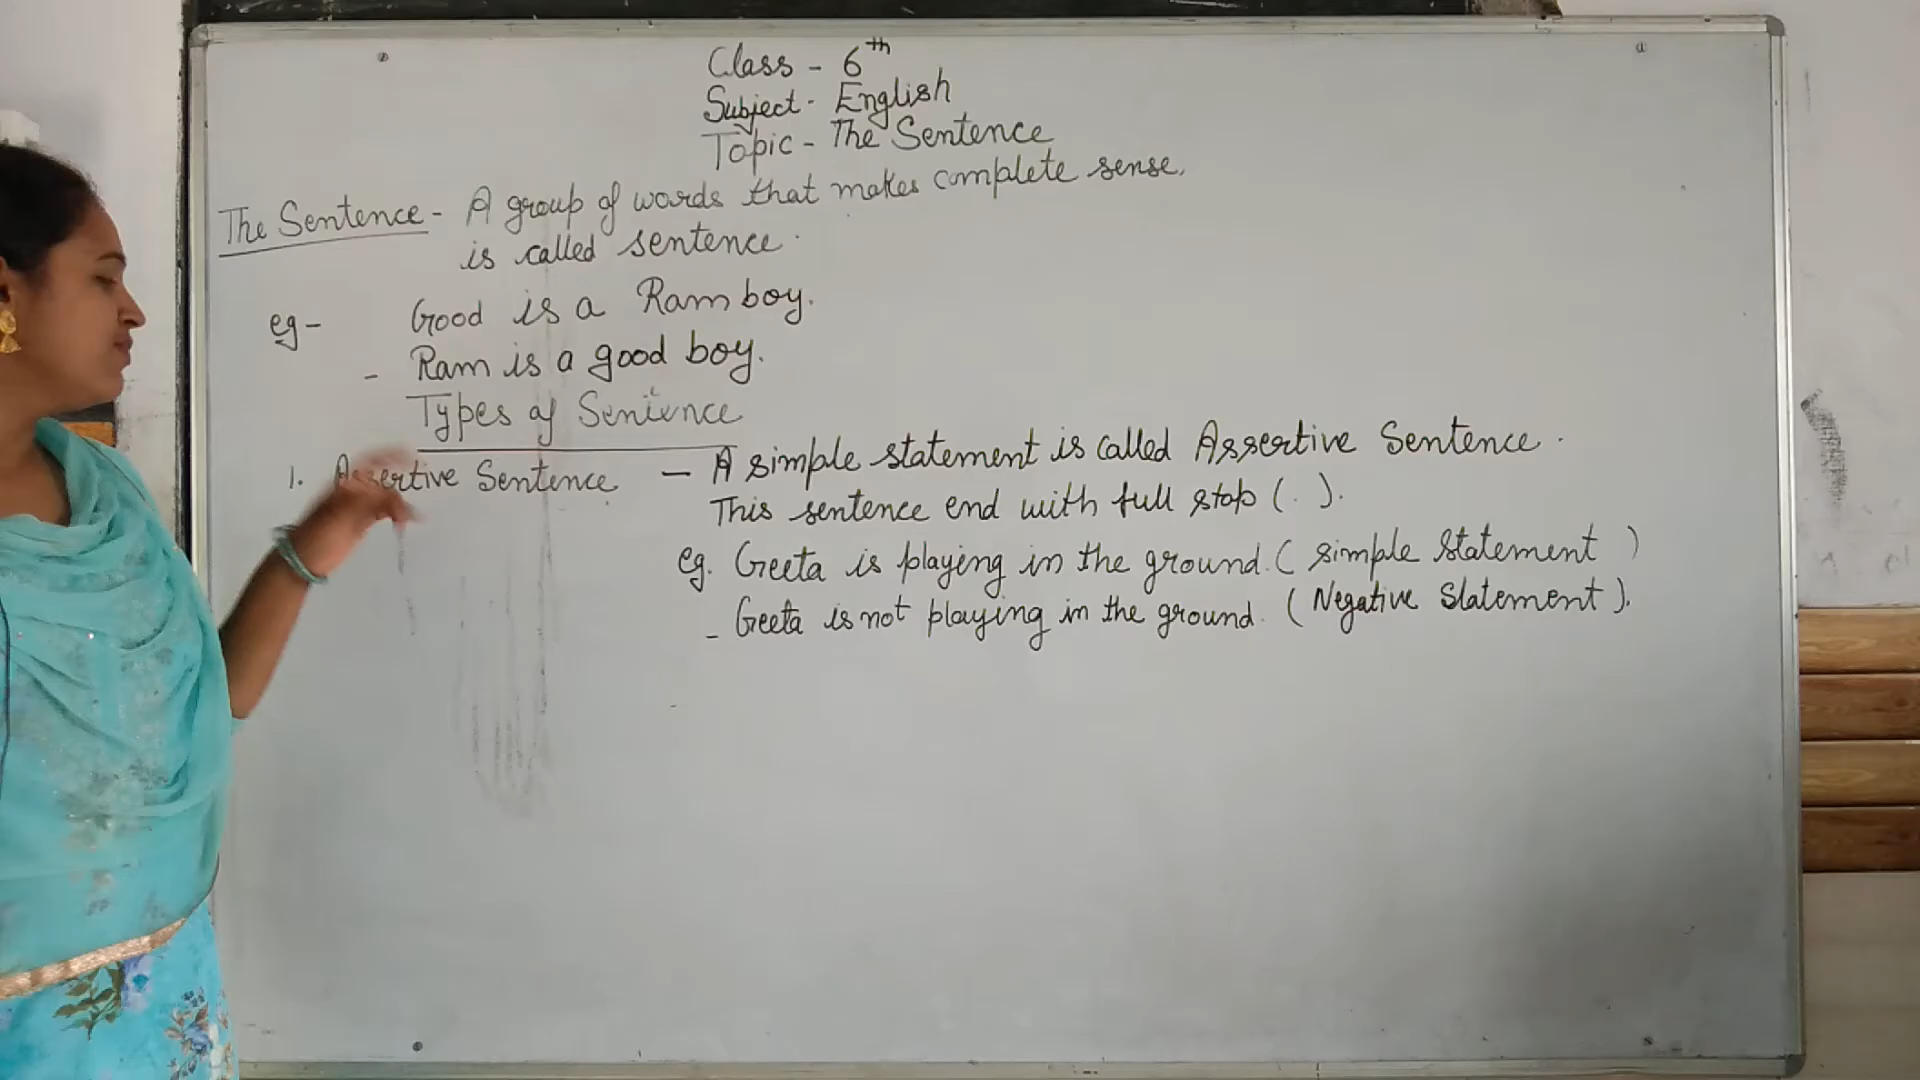 Class - 6th
Subject - English
Topic - The Sentence
The Sentence - A group of words that makes complete sense,
is called sentence.
eg - Good is a Ram boy.
- Ram is a good boy.
Types of Sentence
1. Assertive Sentence - A simple statement is called Assertive Sentence.
This sentence end with full stop (.).
eg. Geeta is playing in the ground. (simple statement)
- Geeta is not playing in the ground. (Negative Statement).